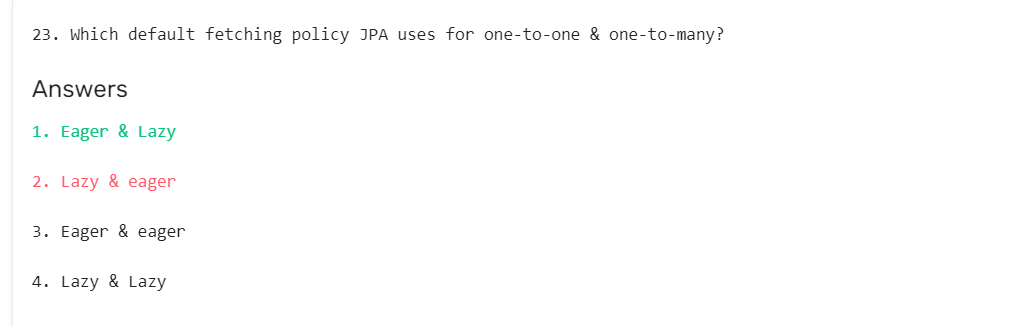 23. Which default fetching policy JPA uses for one-to-one & one-to-many?
Answers
1. Eager & Lazy
2. Lazy & eager
3. Eager & eager
4. Lazy & Lazy